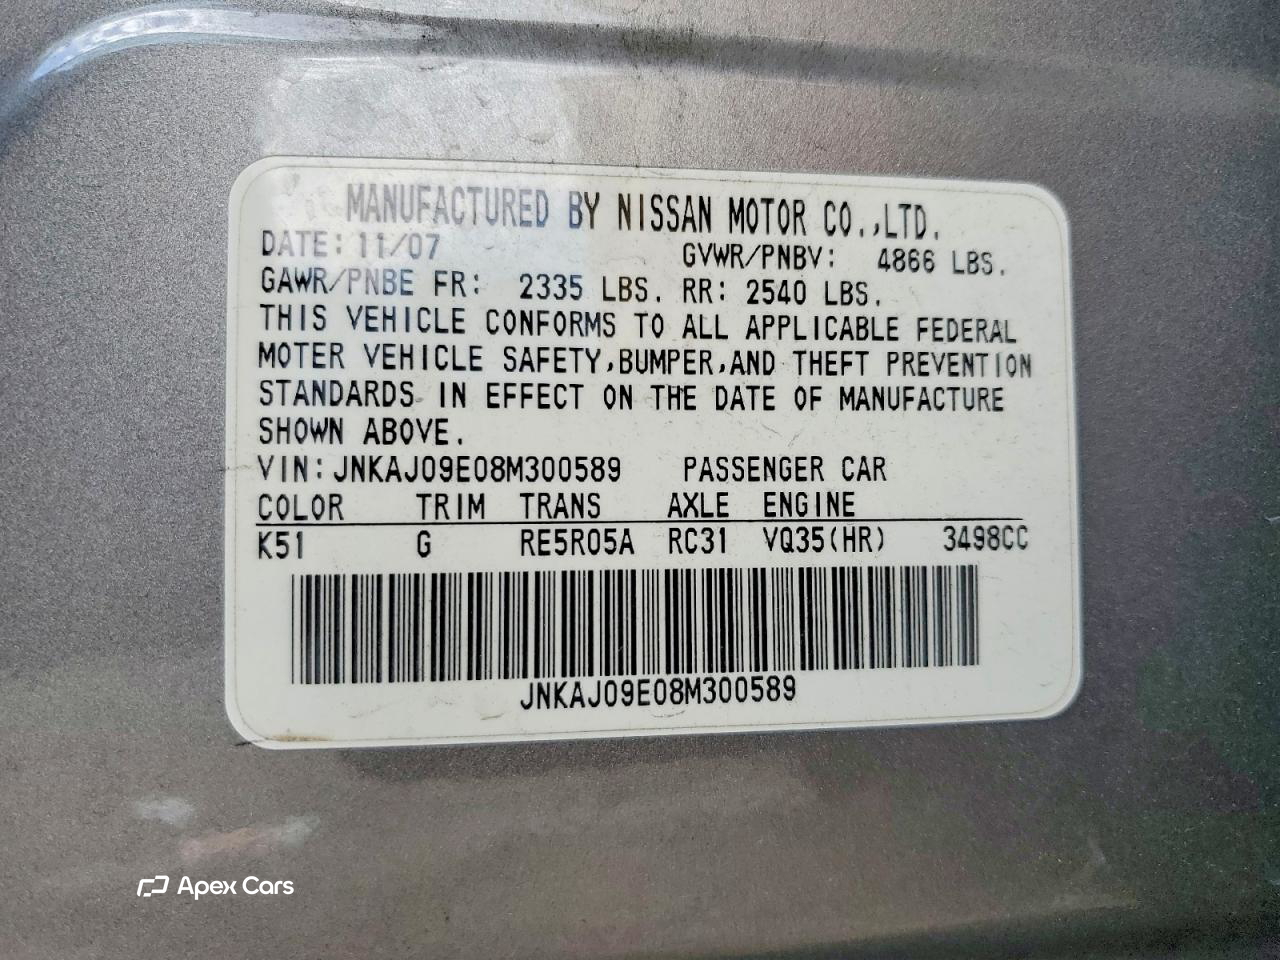 MANUFACTURED BY NISSAN MOTOR CO.,LTD.
DATE: 11/07 GVWR/PNBV: 4866 LBS.
GAWR/PNBE FR: 2335 LBS. RR: 2540 LBS.
THIS VEHICLE CONFORMS TO ALL APPLICABLE FEDERAL
MOTER VEHICLE SAFETY,BUMPER,AND THEFT PREVENTION
STANDARDS IN EFFECT ON THE DATE OF MANUFACTURE
SHOWN ABOVE.
VIN:JNKAJ09E08M300589 PASSENGER CAR
COLOR TRIM TRANS AXLE ENGINE
K51 G RE5R05A RC31 VQ35(HR) 3498CC
JNKAJ09E08M300589
Apex Cars